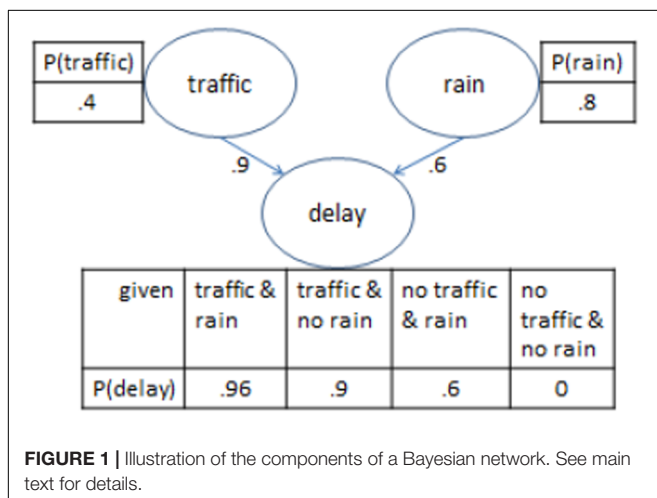 P(traffic)
.4
traffic
rain
P(rain)
.8
.9
.6
delay
given
traffic &
rain
traffic &
no rain
no traffic
& rain
no
traffic &
no rain
P(delay)
.96
.9
.6
0
FIGURE 1 | Illustration of the components of a Bayesian network. See main
text for details.